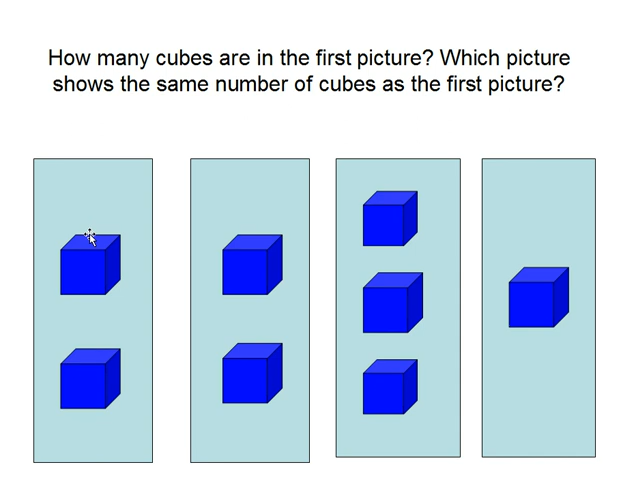 How many cubes are in the first picture? Which picture
shows the same number of cubes as the first picture?